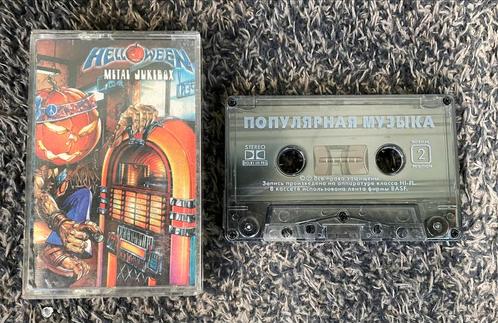 HELLOWEEN
METAL JUKEBOX
ПОПУЛЯРНАЯ МУЗЫКА
STEREO
2
Все права защищены.
Запись произведена на аппаратуре класса HI-FI.
В кассете использована лента фирмы BASF.